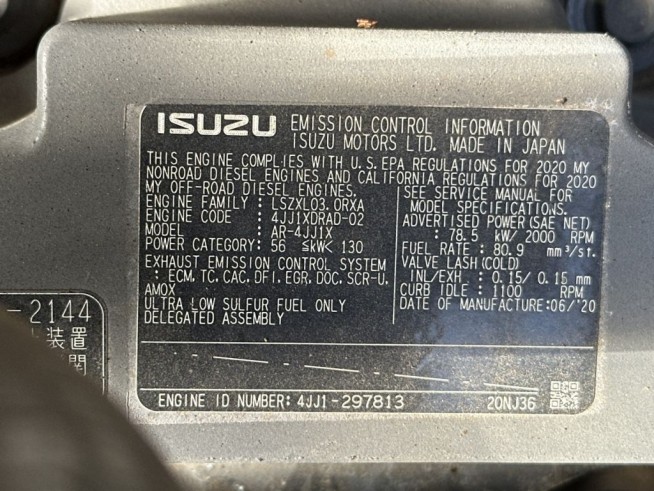 ISUZU EMISSION CONTROL INFORMATION
ISUZU MOTORS LTD. MADE IN JAPAN
THIS ENGINE COMPLIES WITH U.S.EPA REGULATIONS FOR 2020 MY
NONROAD DIESEL ENGINES AND CALIFORNIA REGULATIONS FOR 2020
MY OFF-ROAD DIESEL ENGINES.
ENGINE FAMILY : LSZXL03.0RXA
ENGINE CODE : 4JJ1XDRAD-02
MODEL : AR-4JJ1X
POWER CATEGORY: 56 ≦kW< 130
EXHAUST EMISSION CONTROL SYSTEM
: ECM,TC,CAC,DFI,EGR,DOC,SCR-U,
AMOX
ULTRA LOW SULFUR FUEL ONLY
DELEGATED ASSEMBLY
SEE SERVICE MANUAL FOR
MODEL SPECIFICATIONS.
ADVERTISED POWER(SAE NET)
: 78.5 kW/ 2000 RPM
FUEL RATE : 80.9 mm³/st.
VALVE LASH(COLD)
IN/EXH : 0.15/ 0.15 mm
CURB IDLE : 1100 RPM
DATE OF MANUFACTURE:06/'20
ENGINE ID NUMBER: 4JJ1-297813 20NJ36
-2144
装置
関